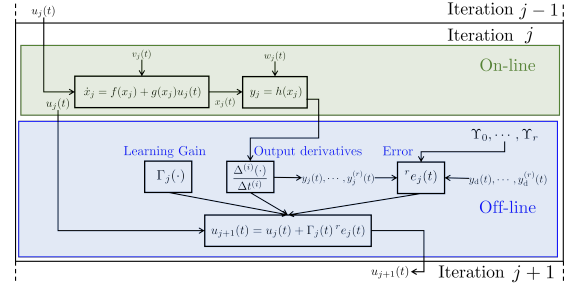 u_j(t)
Iteration j − 1
Iteration j
v_j(t)
w_j(t)
On-line
ẋ_j = f(x_j) + g(x_j)u_j(t)
x_j(t)
y_j = h(x_j)
u_j(t)
Υ_0, ⋯ , Υ_r
Learning Gain
Output derivatives
Error
Γ_j(·)
Δ^(i)(·)
Δt^(i)
y_j(t), ⋯ , y_j^(r)(t)
^r e_j(t)
y_d(t), ⋯ , y_d^(r)(t)
Off-line
u_{j+1}(t) = u_j(t) + Γ_j(t) ^r e_j(t)
u_{j+1}(t)
Iteration j + 1